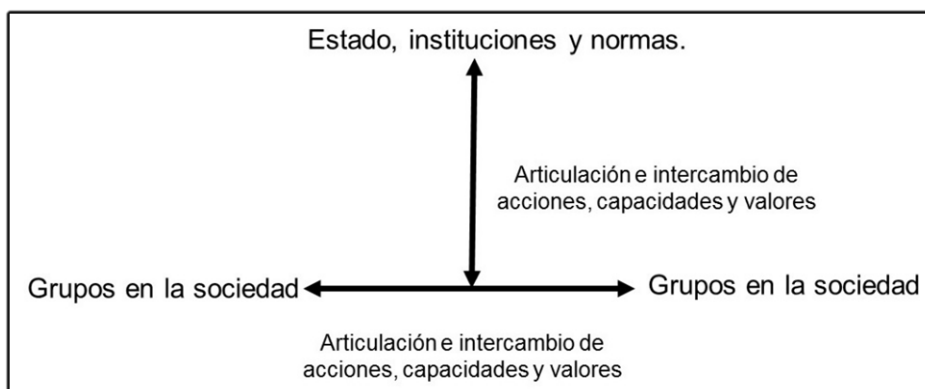 Estado, instituciones y normas.
Articulación e intercambio de
acciones, capacidades y valores
Grupos en la sociedad
Grupos en la sociedad
Articulación e intercambio de
acciones, capacidades y valores